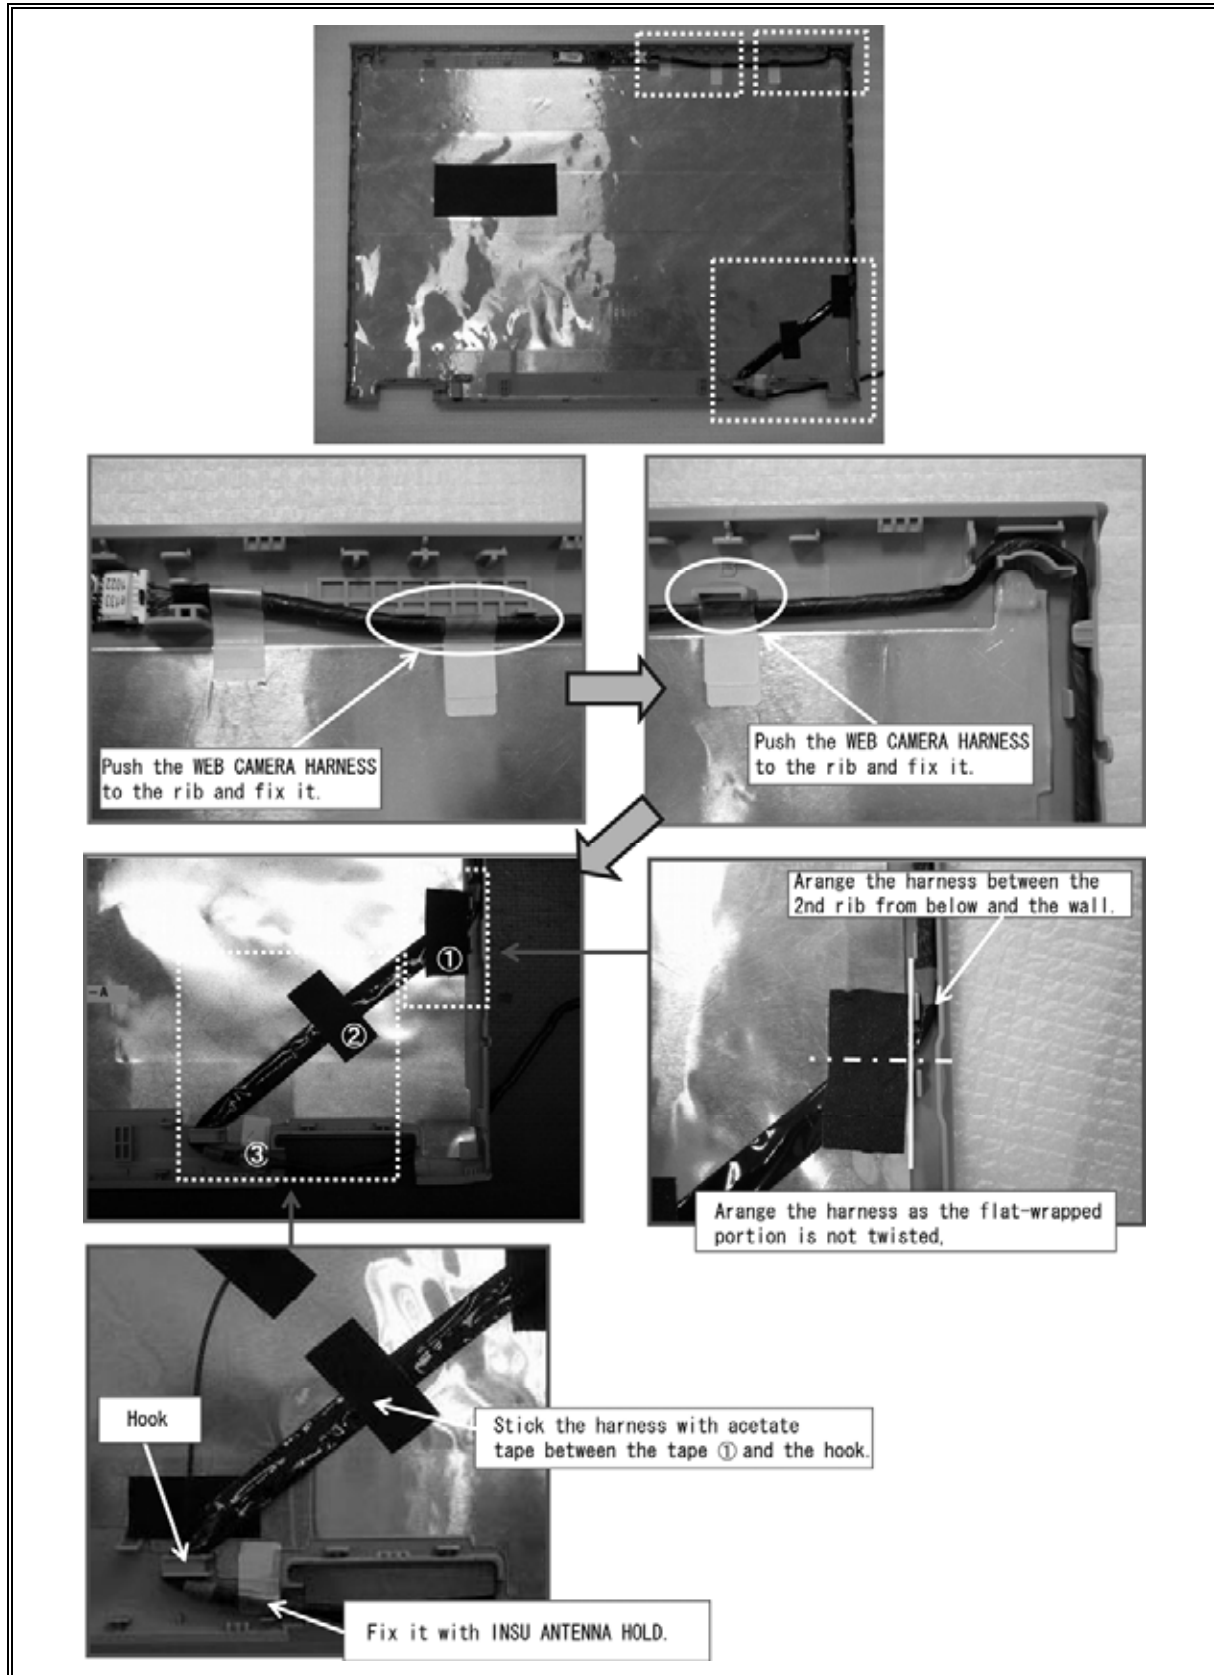 Push the WEB CAMERA HARNESS
to the rib and fix it.
Push the WEB CAMERA HARNESS
to the rib and fix it.
①
②
③
-A
Arange the harness between the
2nd rib from below and the wall.
Arange the harness as the flat-wrapped
portion is not twisted,
Hook
Stick the harness with acetate
tape between the tape ① and the hook.
Fix it with INSU ANTENNA HOLD.